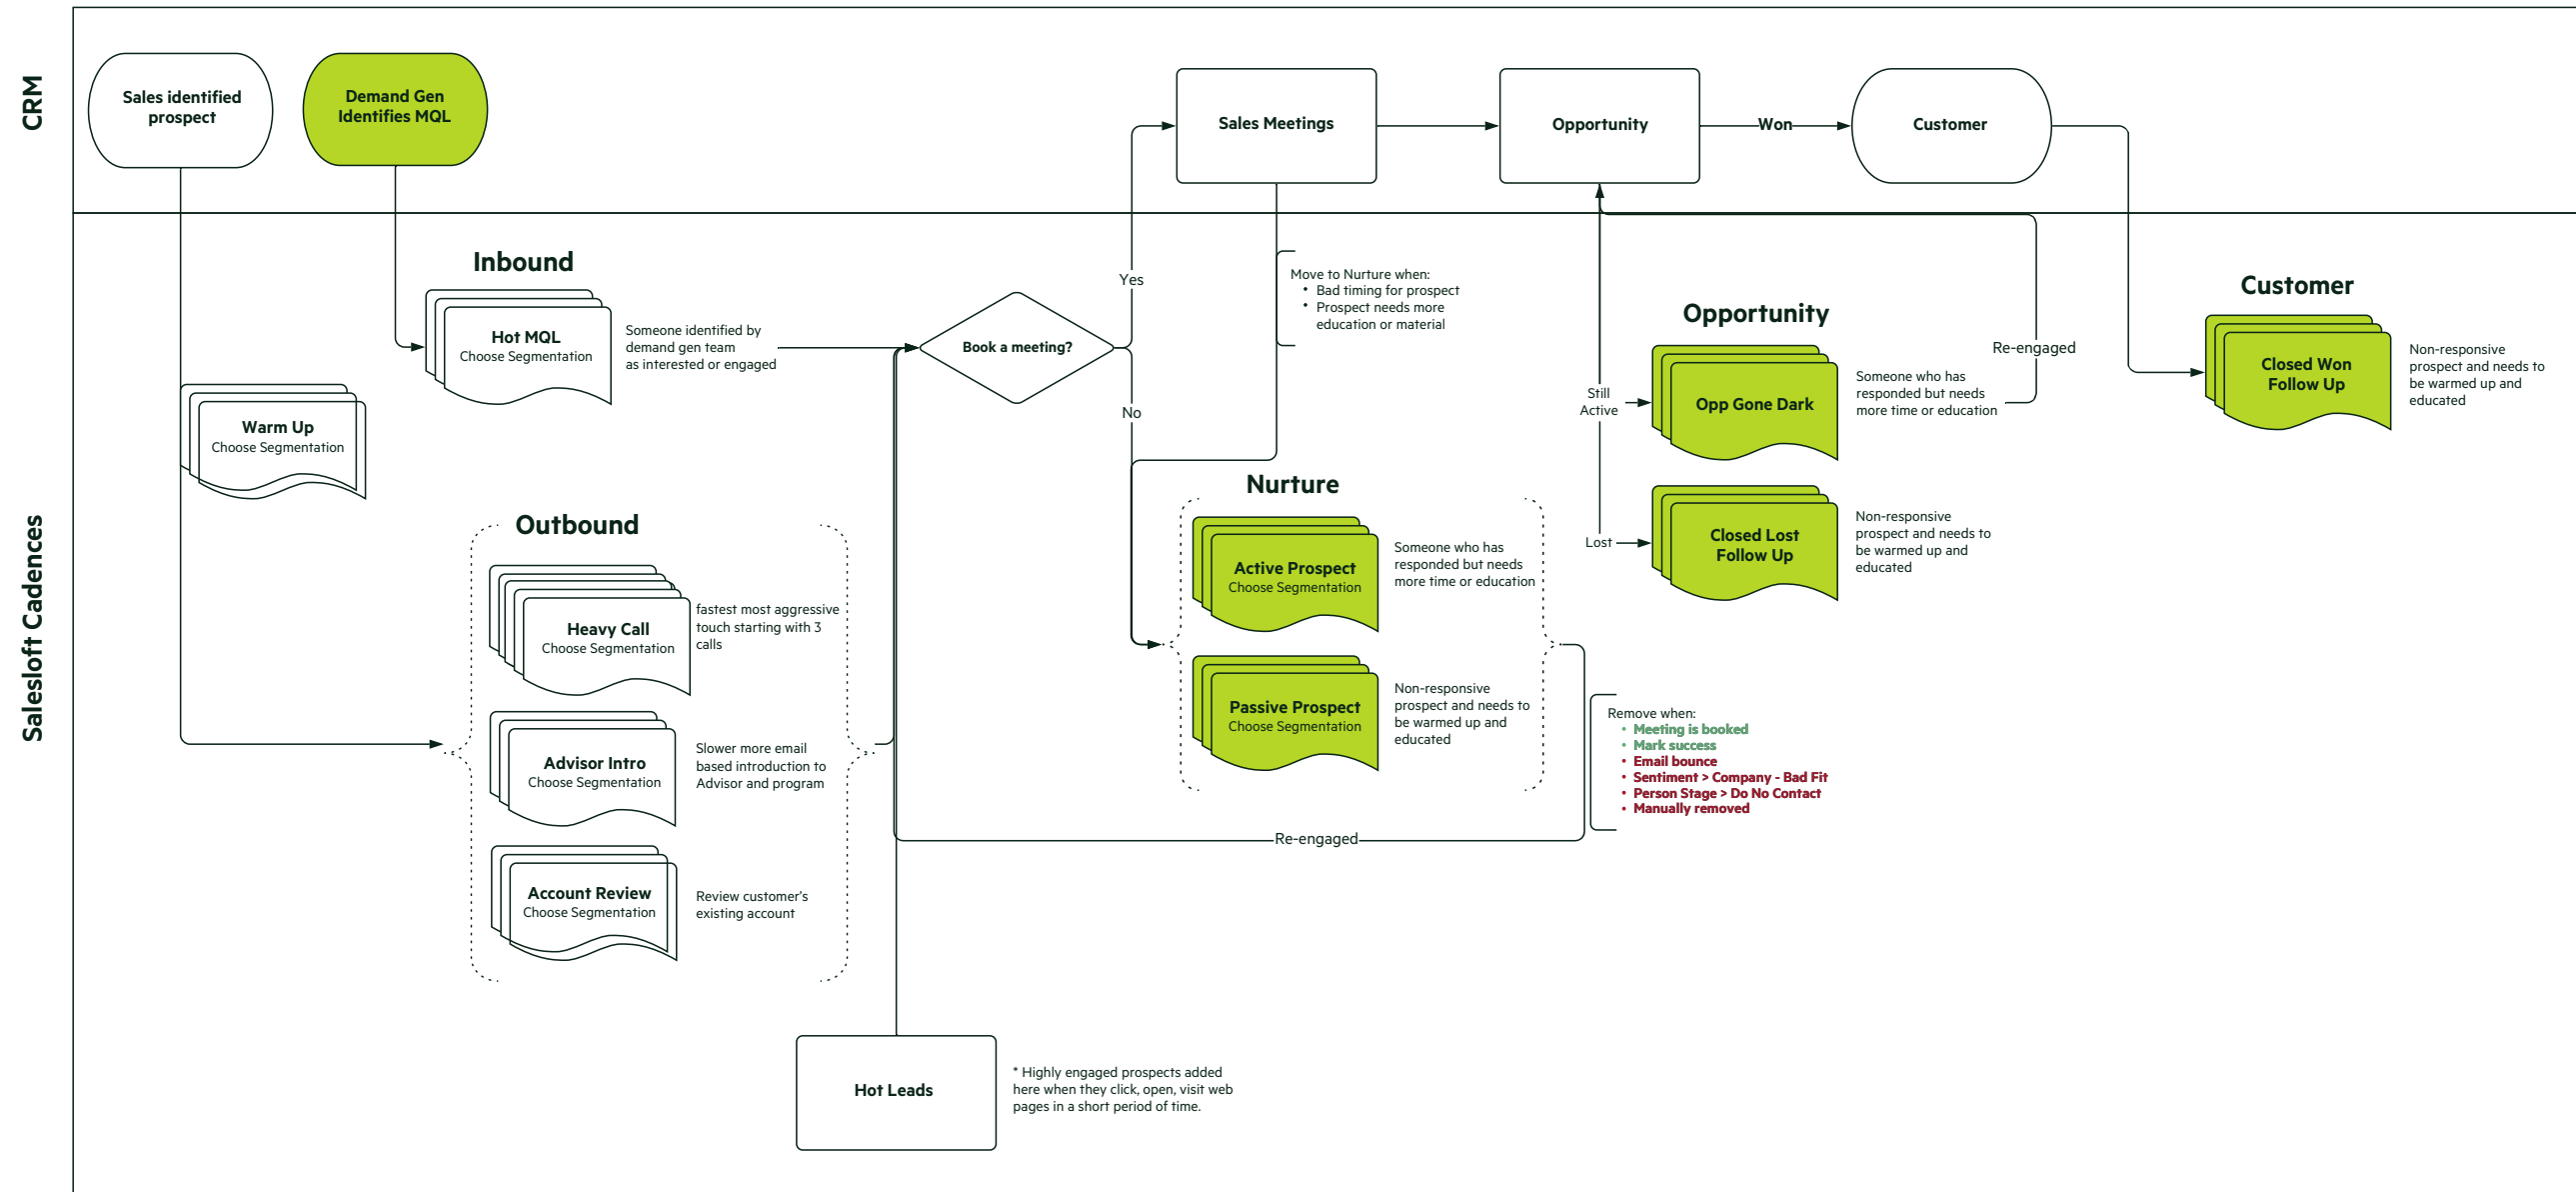 CRM
Sales identified
prospect
Demand Gen
Identifies MQL
Sales Meetings
Opportunity
Won
Customer
Salesloft Cadences
Inbound
Hot MQL
Choose Segmentation
Someone identified by
demand gen team
as interested or engaged
Warm Up
Choose Segmentation
Outbound
Heavy Call
Choose Segmentation
fastest most aggressive
touch starting with 3
calls
Advisor Intro
Choose Segmentation
Slower more email
based introduction to
Advisor and program
Account Review
Choose Segmentation
Review customer's
existing account
Book a meeting?
Yes
No
Move to Nurture when:
• Bad timing for prospect
• Prospect needs more
education or material
Nurture
Active Prospect
Choose Segmentation
Someone who has
responded but needs
more time or education
Passive Prospect
Choose Segmentation
Non-responsive
prospect and needs to
be warmed up and
educated
Re-engaged
Remove when:
• Meeting is booked
• Mark success
• Email bounce
• Sentiment > Company - Bad Fit
• Person Stage > Do No Contact
• Manually removed
Opportunity
Still
Active
Opp Gone Dark
Someone who has
responded but needs
more time or education
Re-engaged
Lost
Closed Lost
Follow Up
Non-responsive
prospect and needs to
be warmed up and
educated
Customer
Closed Won
Follow Up
Non-responsive
prospect and needs to
be warmed up and
educated
Hot Leads
* Highly engaged prospects added
here when they click, open, visit web
pages in a short period of time.